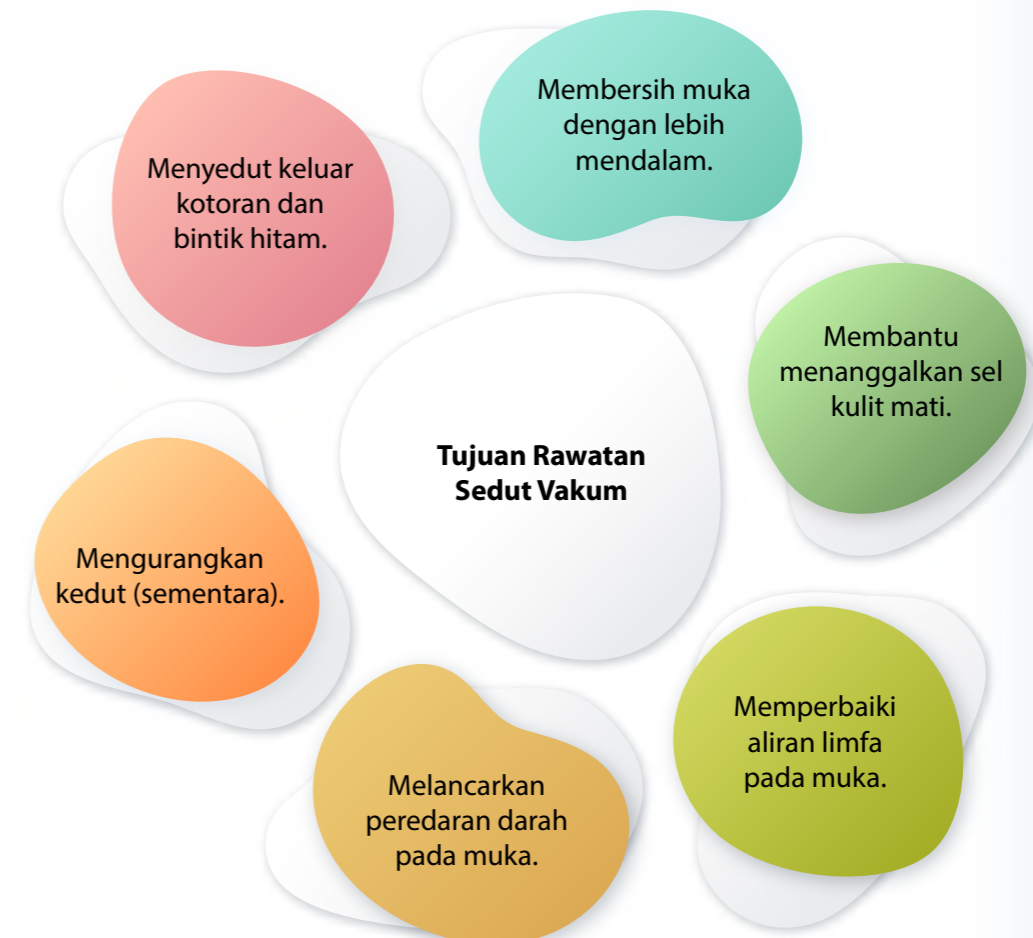 Membersih muka
dengan lebih
mendalam.
Menyedut keluar
kotoran dan
bintik hitam.
Membantu
menanggalkan sel
kulit mati.
Tujuan Rawatan
Sedut Vakum
Mengurangkan
kedut (sementara).
Memperbaiki
aliran limfa
pada muka.
Melancarkan
peredaran darah
pada muka.